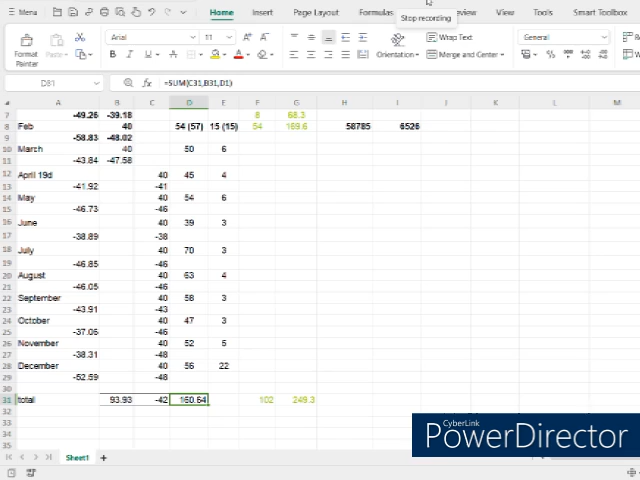 Menu Home Insert Page Layout Formulas eview View Tools Smart Toolbox
Stop recording
Format Painter Paste Arial 11 Wrap Text General
B I U A Orientation Merge and Center
D31 fx =SUM(C31,B31,D1)
A B C D E F G H I J K L M
7 -49.26 -39.18 8 68.3
8 Feb 40 54 (57) 15 (15) 54 169.6 58785 6526
9 -58.83 -48.02
10 March 40 50 6
11 -43.84 -47.58
12 April 19d 40 45 4
13 -41.92 -41
14 May 40 54 6
15 -46.73 -46
16 June 40 39 3
17 -38.89 -38
18 July 40 70 3
19 -46.85 -46
20 August 40 63 4
21 -46.05 -46
22 September 40 58 3
23 -43.91 -43
24 October 40 47 3
25 -37.06 -46
26 November 40 52 5
27 -38.31 -48
28 December 40 56 22
29 -52.59 -48
31 total 93.93 -42 160.64 102 249.3
32
33
34
35
CyberLink
PowerDirector
Sheet1 +